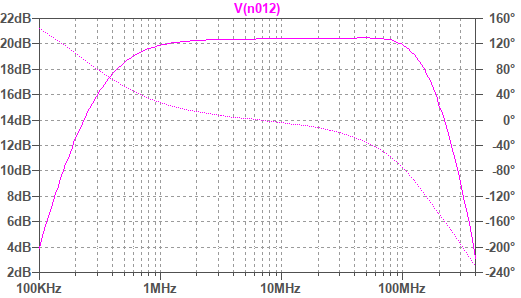 V(n012)
22dB 160°
20dB 120°
18dB 80°
16dB 40°
14dB 0°
12dB -40°
10dB -80°
8dB -120°
6dB -160°
4dB -200°
2dB -240°
100KHz 1MHz 10MHz 100MHz